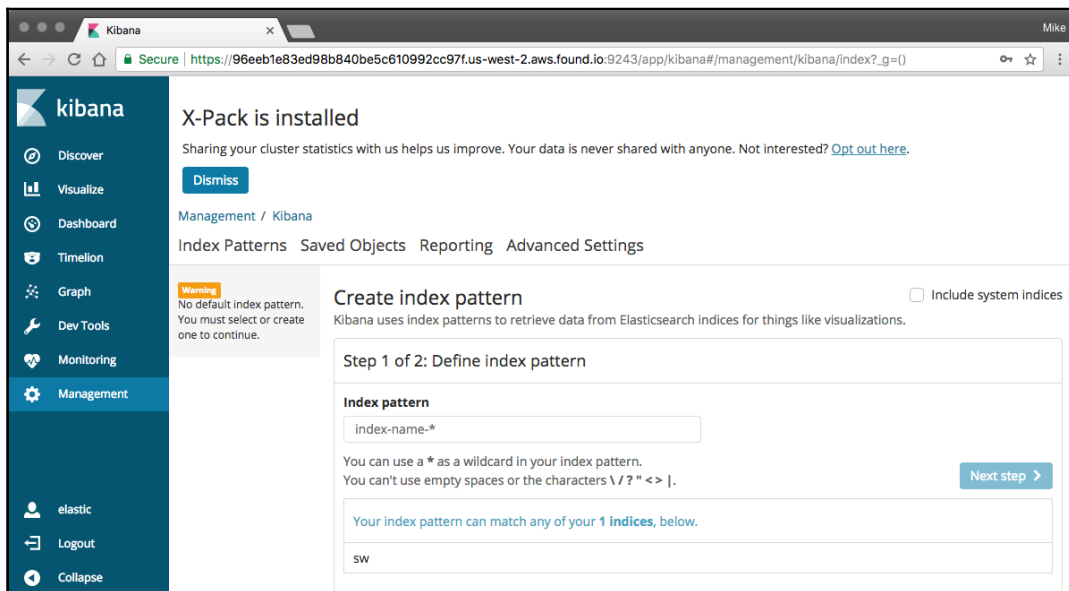 Kibana
Mike
Secure | https://96eeb1e83ed98b840be5c610992cc97f.us-west-2.aws.found.io:9243/app/kibana#/management/kibana/index?_g=()
kibana
Discover
Visualize
Dashboard
Timelion
Graph
Dev Tools
Monitoring
Management
elastic
Logout
Collapse
X-Pack is installed
Sharing your cluster statistics with us helps us improve. Your data is never shared with anyone. Not interested? Opt out here.
Dismiss
Management / Kibana
Index Patterns Saved Objects Reporting Advanced Settings
Warning
No default index pattern.
You must select or create
one to continue.
Create index pattern
Include system indices
Kibana uses index patterns to retrieve data from Elasticsearch indices for things like visualizations.
Step 1 of 2: Define index pattern
Index pattern
index-name-*
You can use a * as a wildcard in your index pattern.
You can't use empty spaces or the characters \ / ? " < > |.
Next step
Your index pattern can match any of your 1 indices, below.
sw